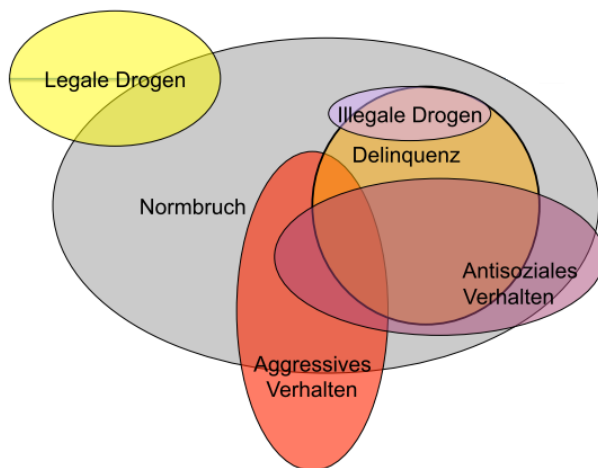 Legale Drogen
Illegale Drogen
Delinquenz
Normbruch
Antisoziales
Verhalten
Aggressives
Verhalten